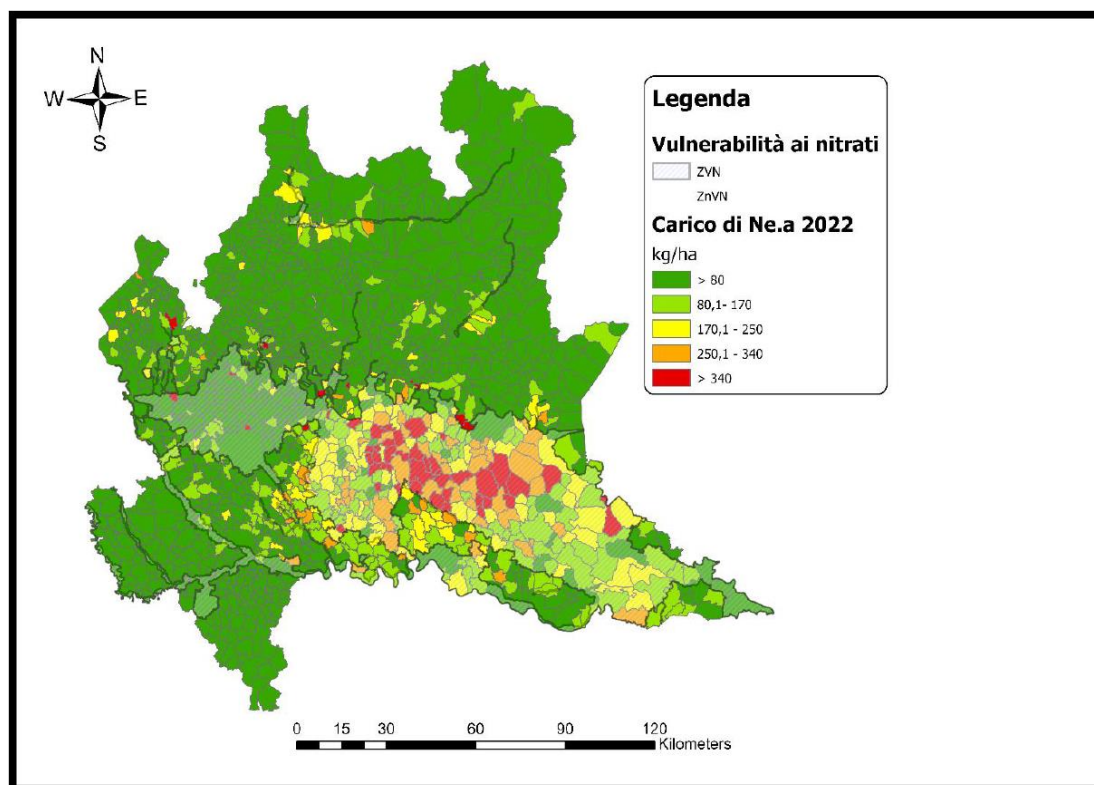 N
W E
S
Legenda
Vulnerabilità ai nitrati
ZVN
ZnVN
Carico di Ne.a 2022
kg/ha
> 80
80,1- 170
170,1 - 250
250,1 - 340
> 340
0 15 30 60 90 120
Kilometers